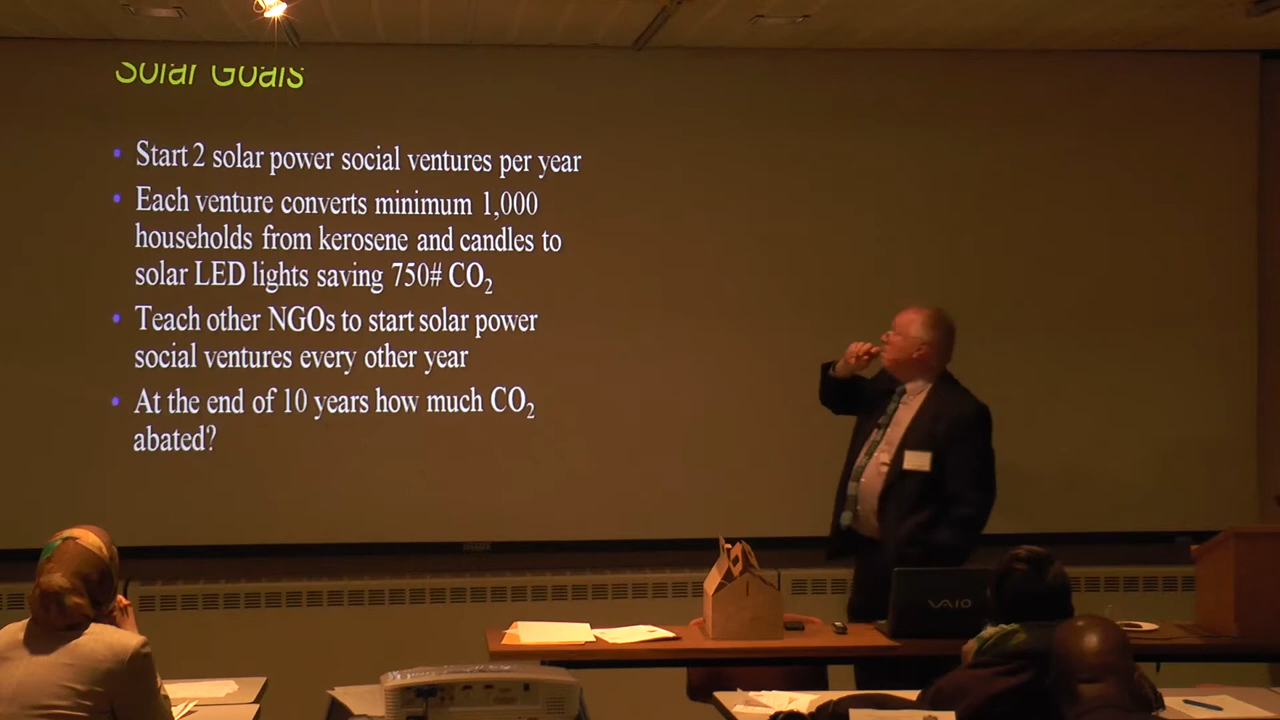 Solar Goals
• Start 2 solar power social ventures per year
• Each venture converts minimum 1,000
households from kerosene and candles to
solar LED lights saving 750# CO₂
• Teach other NGOs to start solar power
social ventures every other year
• At the end of 10 years how much CO₂
abated?
VAIO